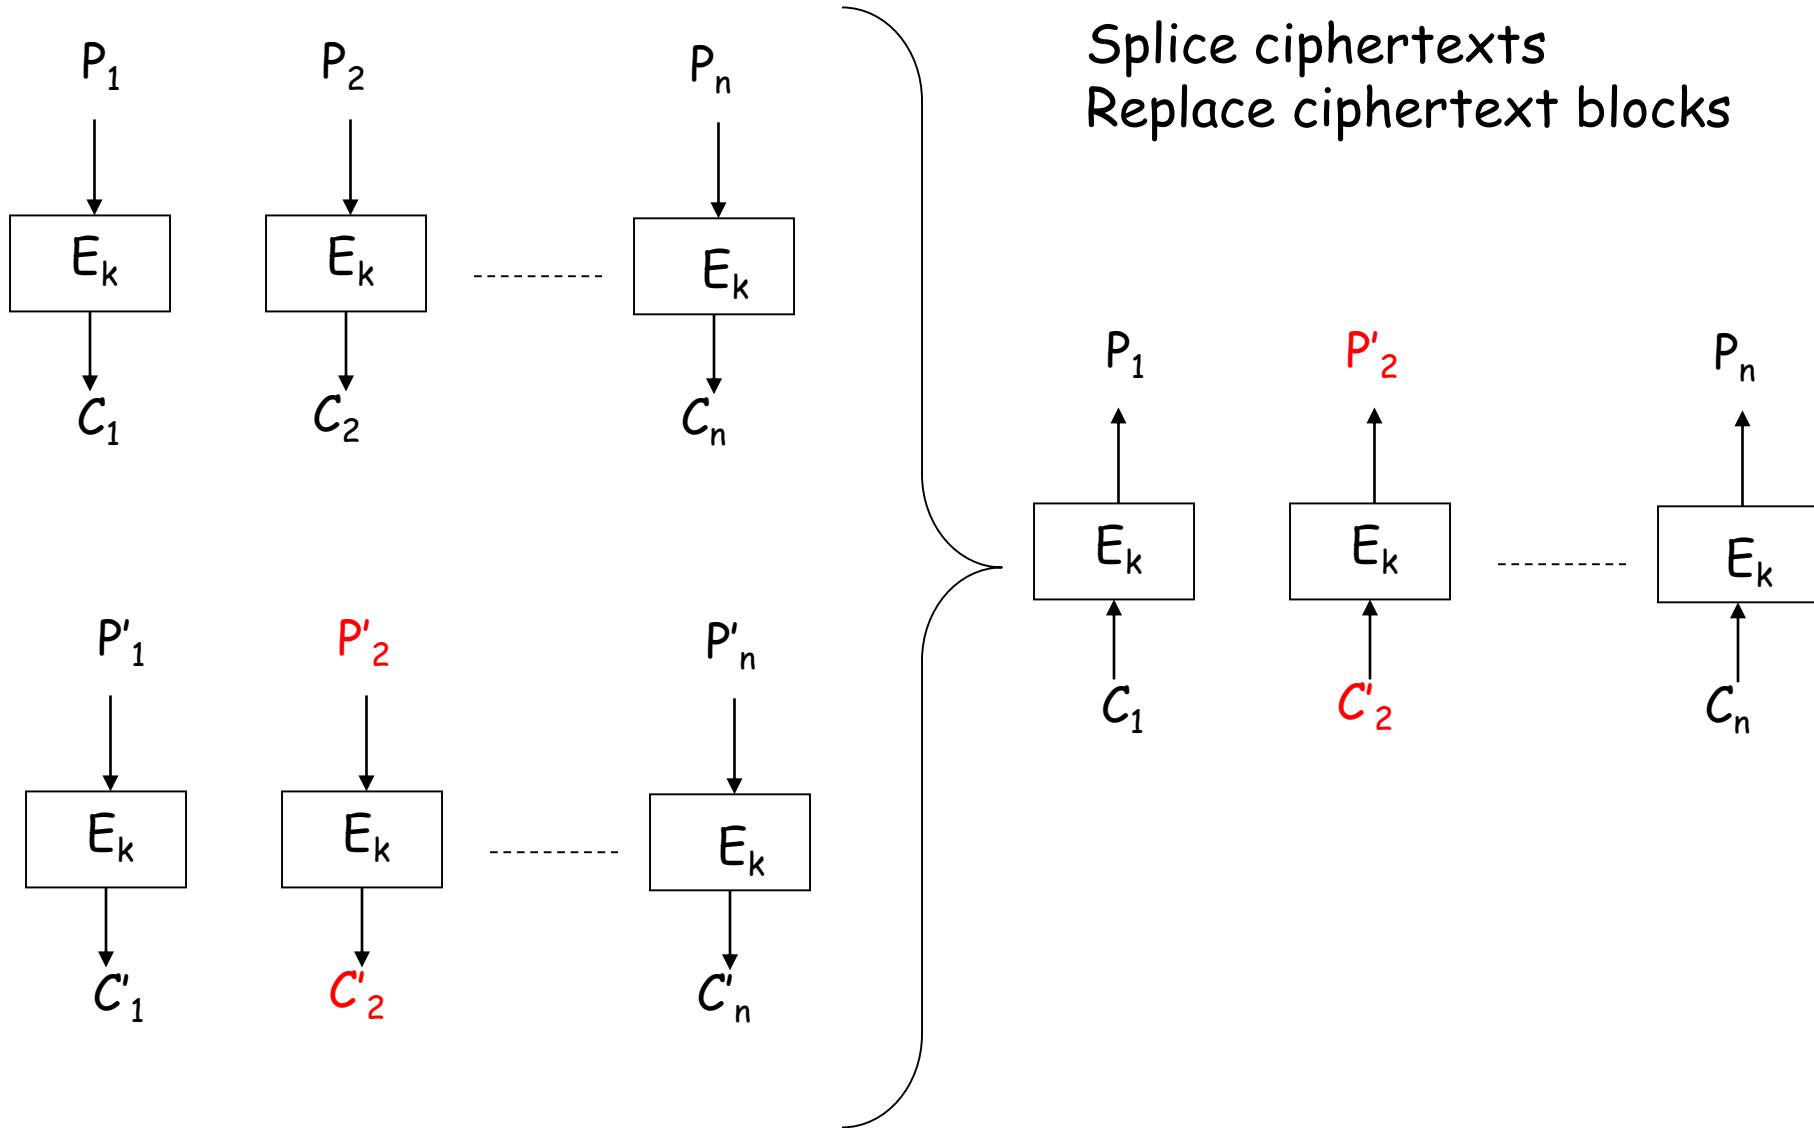 Splice ciphertexts
Replace ciphertext blocks
P1 P2 Pn
Ek Ek Ek
C1 C2 Cn
P'1 P'2 P'n
Ek Ek Ek
C'1 C'2 C'n
P1 P'2 Pn
Ek Ek Ek
C1 C'2 Cn